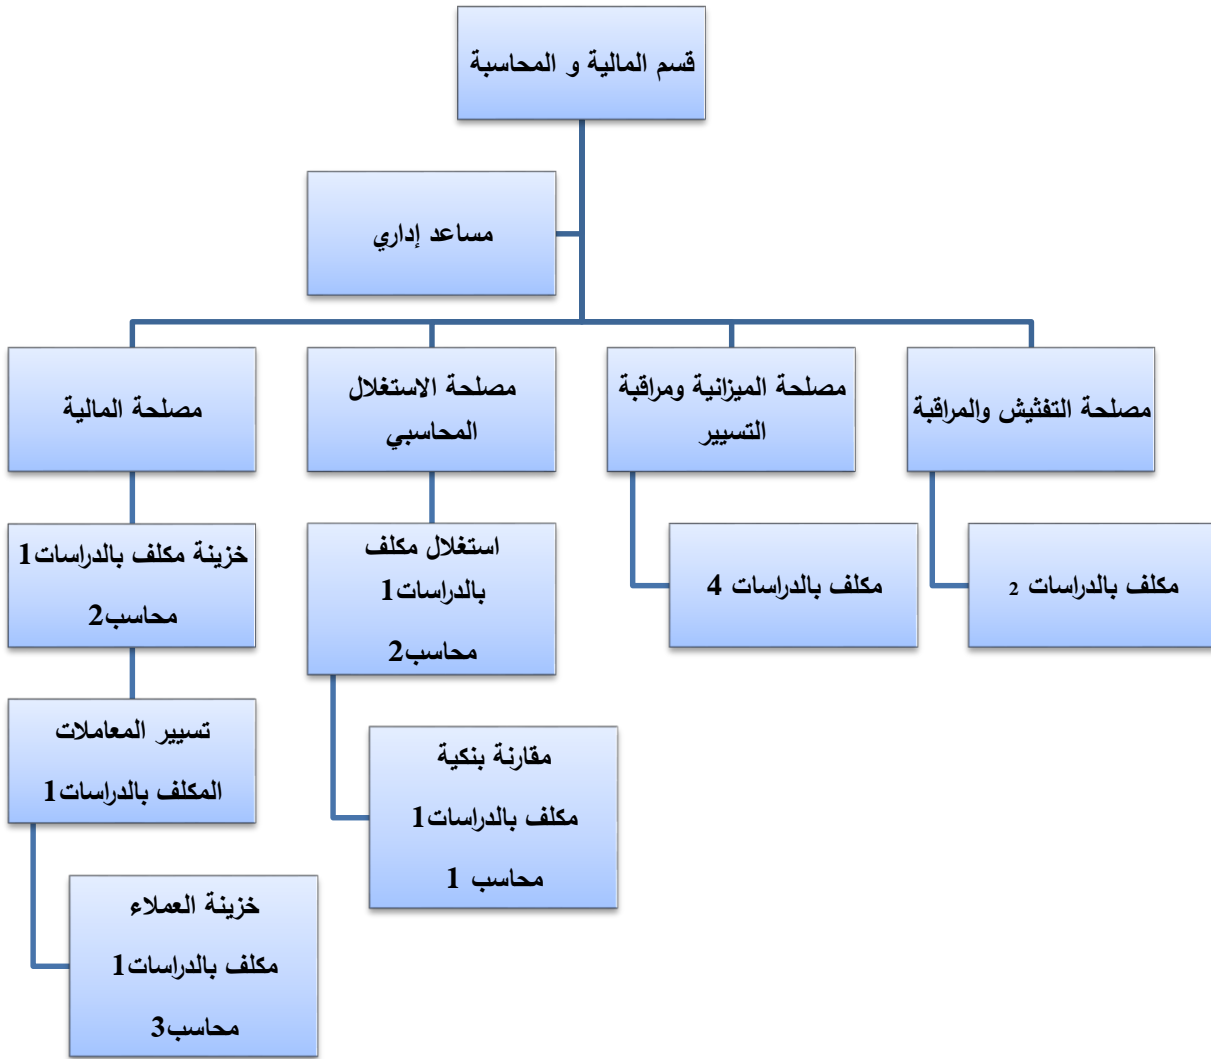 قسم المالية و المحاسبة
مساعد إداري
مصلحة التفثيش والمراقبة
مصلحة الميزانية ومراقبة
التسيير
مصلحة الاستغلال
المحاسبي
مصلحة المالية
مكلف بالدراسات 2
مكلف بالدراسات 4
استغلال مكلف
بالدراسات1
محاسب2
خزينة مكلف بالدراسات1
محاسب2
مقارنة بنكية
مكلف بالدراسات1
محاسب 1
تسيير المعاملات
المكلف بالدراسات1
خزينة العملاء
مكلف بالدراسات1
محاسب3